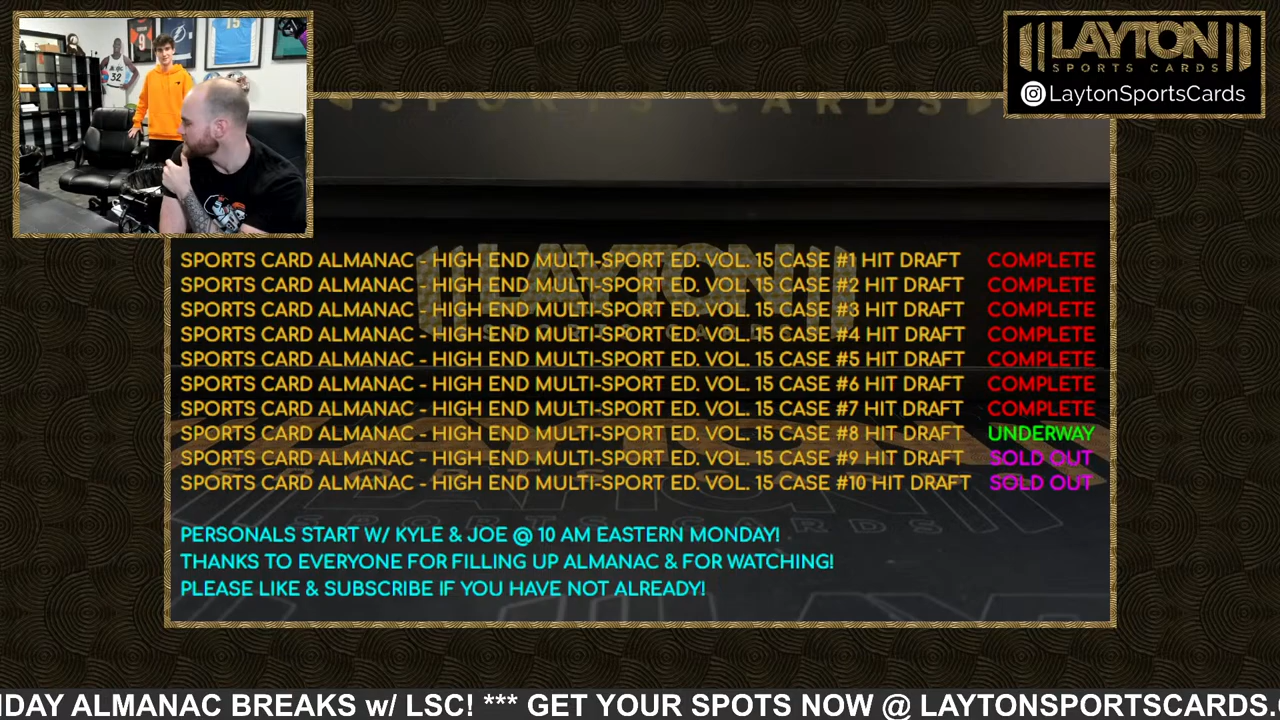 15
9
32
LAYTON
SPORTS CARDS
LaytonSportsCards
SPORTS CARDS
LAYTON
SPORTS CARD ALMANAC - HIGH END MULTI-SPORT ED. VOL. 15 CASE #1 HIT DRAFT COMPLETE
SPORTS CARD ALMANAC - HIGH END MULTI-SPORT ED. VOL. 15 CASE #2 HIT DRAFT COMPLETE
SPORTS CARD ALMANAC - HIGH END MULTI-SPORT ED. VOL. 15 CASE #3 HIT DRAFT COMPLETE
SPORTS CARD ALMANAC - HIGH END MULTI-SPORT ED. VOL. 15 CASE #4 HIT DRAFT COMPLETE
SPORTS CARD ALMANAC - HIGH END MULTI-SPORT ED. VOL. 15 CASE #5 HIT DRAFT COMPLETE
SPORTS CARD ALMANAC - HIGH END MULTI-SPORT ED. VOL. 15 CASE #6 HIT DRAFT COMPLETE
SPORTS CARD ALMANAC - HIGH END MULTI-SPORT ED. VOL. 15 CASE #7 HIT DRAFT COMPLETE
SPORTS CARD ALMANAC - HIGH END MULTI-SPORT ED. VOL. 15 CASE #8 HIT DRAFT UNDERWAY
SPORTS CARD ALMANAC - HIGH END MULTI-SPORT ED. VOL. 15 CASE #9 HIT DRAFT SOLD OUT
SPORTS CARD ALMANAC - HIGH END MULTI-SPORT ED. VOL. 15 CASE #10 HIT DRAFT SOLD OUT
SPORTS CARDS
PERSONALS START W/ KYLE & JOE @ 10 AM EASTERN MONDAY!
THANKS TO EVERYONE FOR FILLING UP ALMANAC & FOR WATCHING!
PLEASE LIKE & SUBSCRIBE IF YOU HAVE NOT ALREADY!
IDAY ALMANAC BREAKS w/ LSC! *** GET YOUR SPOTS NOW @ LAYTONSPORTSCARDS.